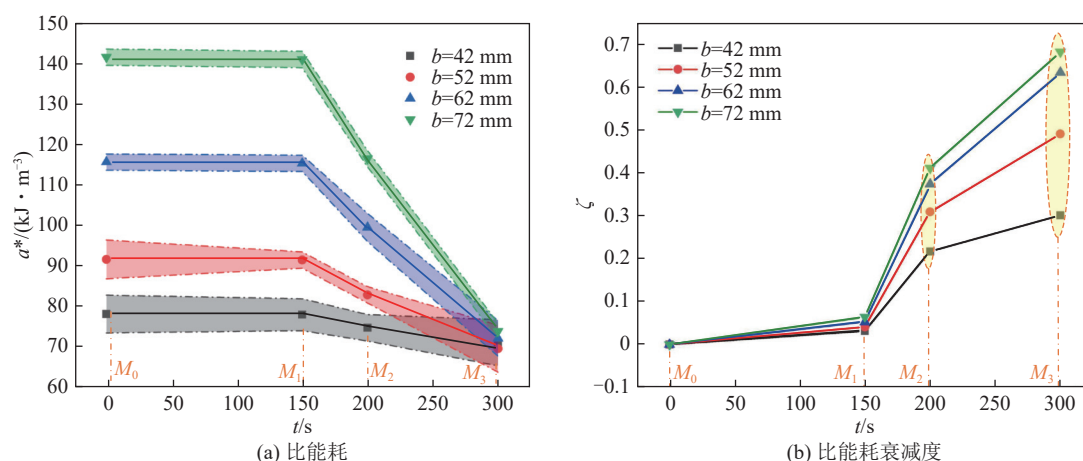 150
140
130
120
110
100
90
80
70
60
a*/(kJ・m⁻³)
b=42 mm
b=52 mm
b=62 mm
b=72 mm
M₀
M₁
M₂
M₃
0 50 100 150 200 250 300
t/s
(a) 比能耗
0.7
0.6
0.5
0.4
0.3
0.2
0.1
0
−0.1
ζ
b=42 mm
b=52 mm
b=62 mm
b=72 mm
M₀
M₁
M₂
M₃
0 50 100 150 200 250 300
t/s
(b) 比能耗衰减度